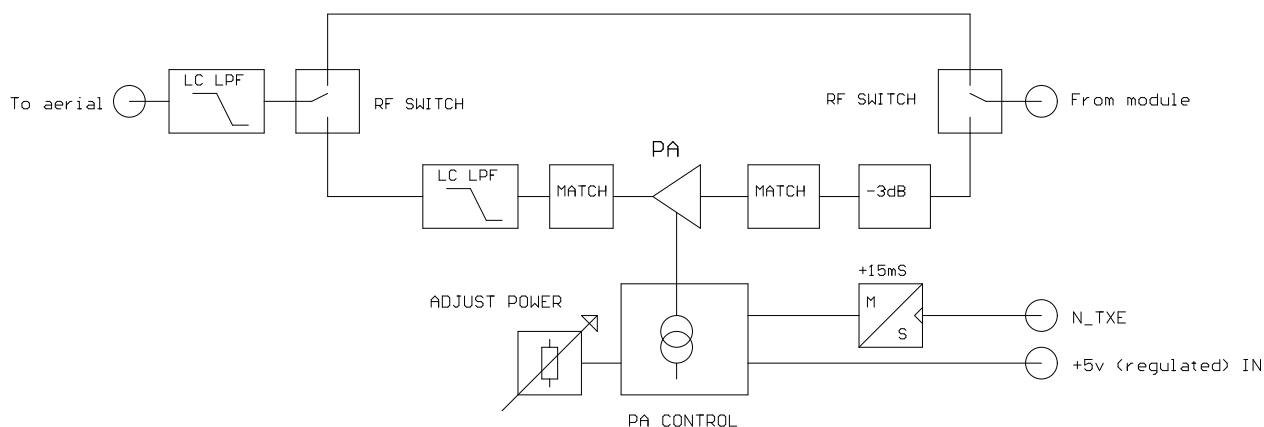 LC LPF
To aerial
RF SWITCH
RF SWITCH
From module
PA
LC LPF
MATCH
MATCH
-3dB
+15mS
ADJUST POWER
M
S
N_TXE
+5v (regulated) IN
PA CONTROL